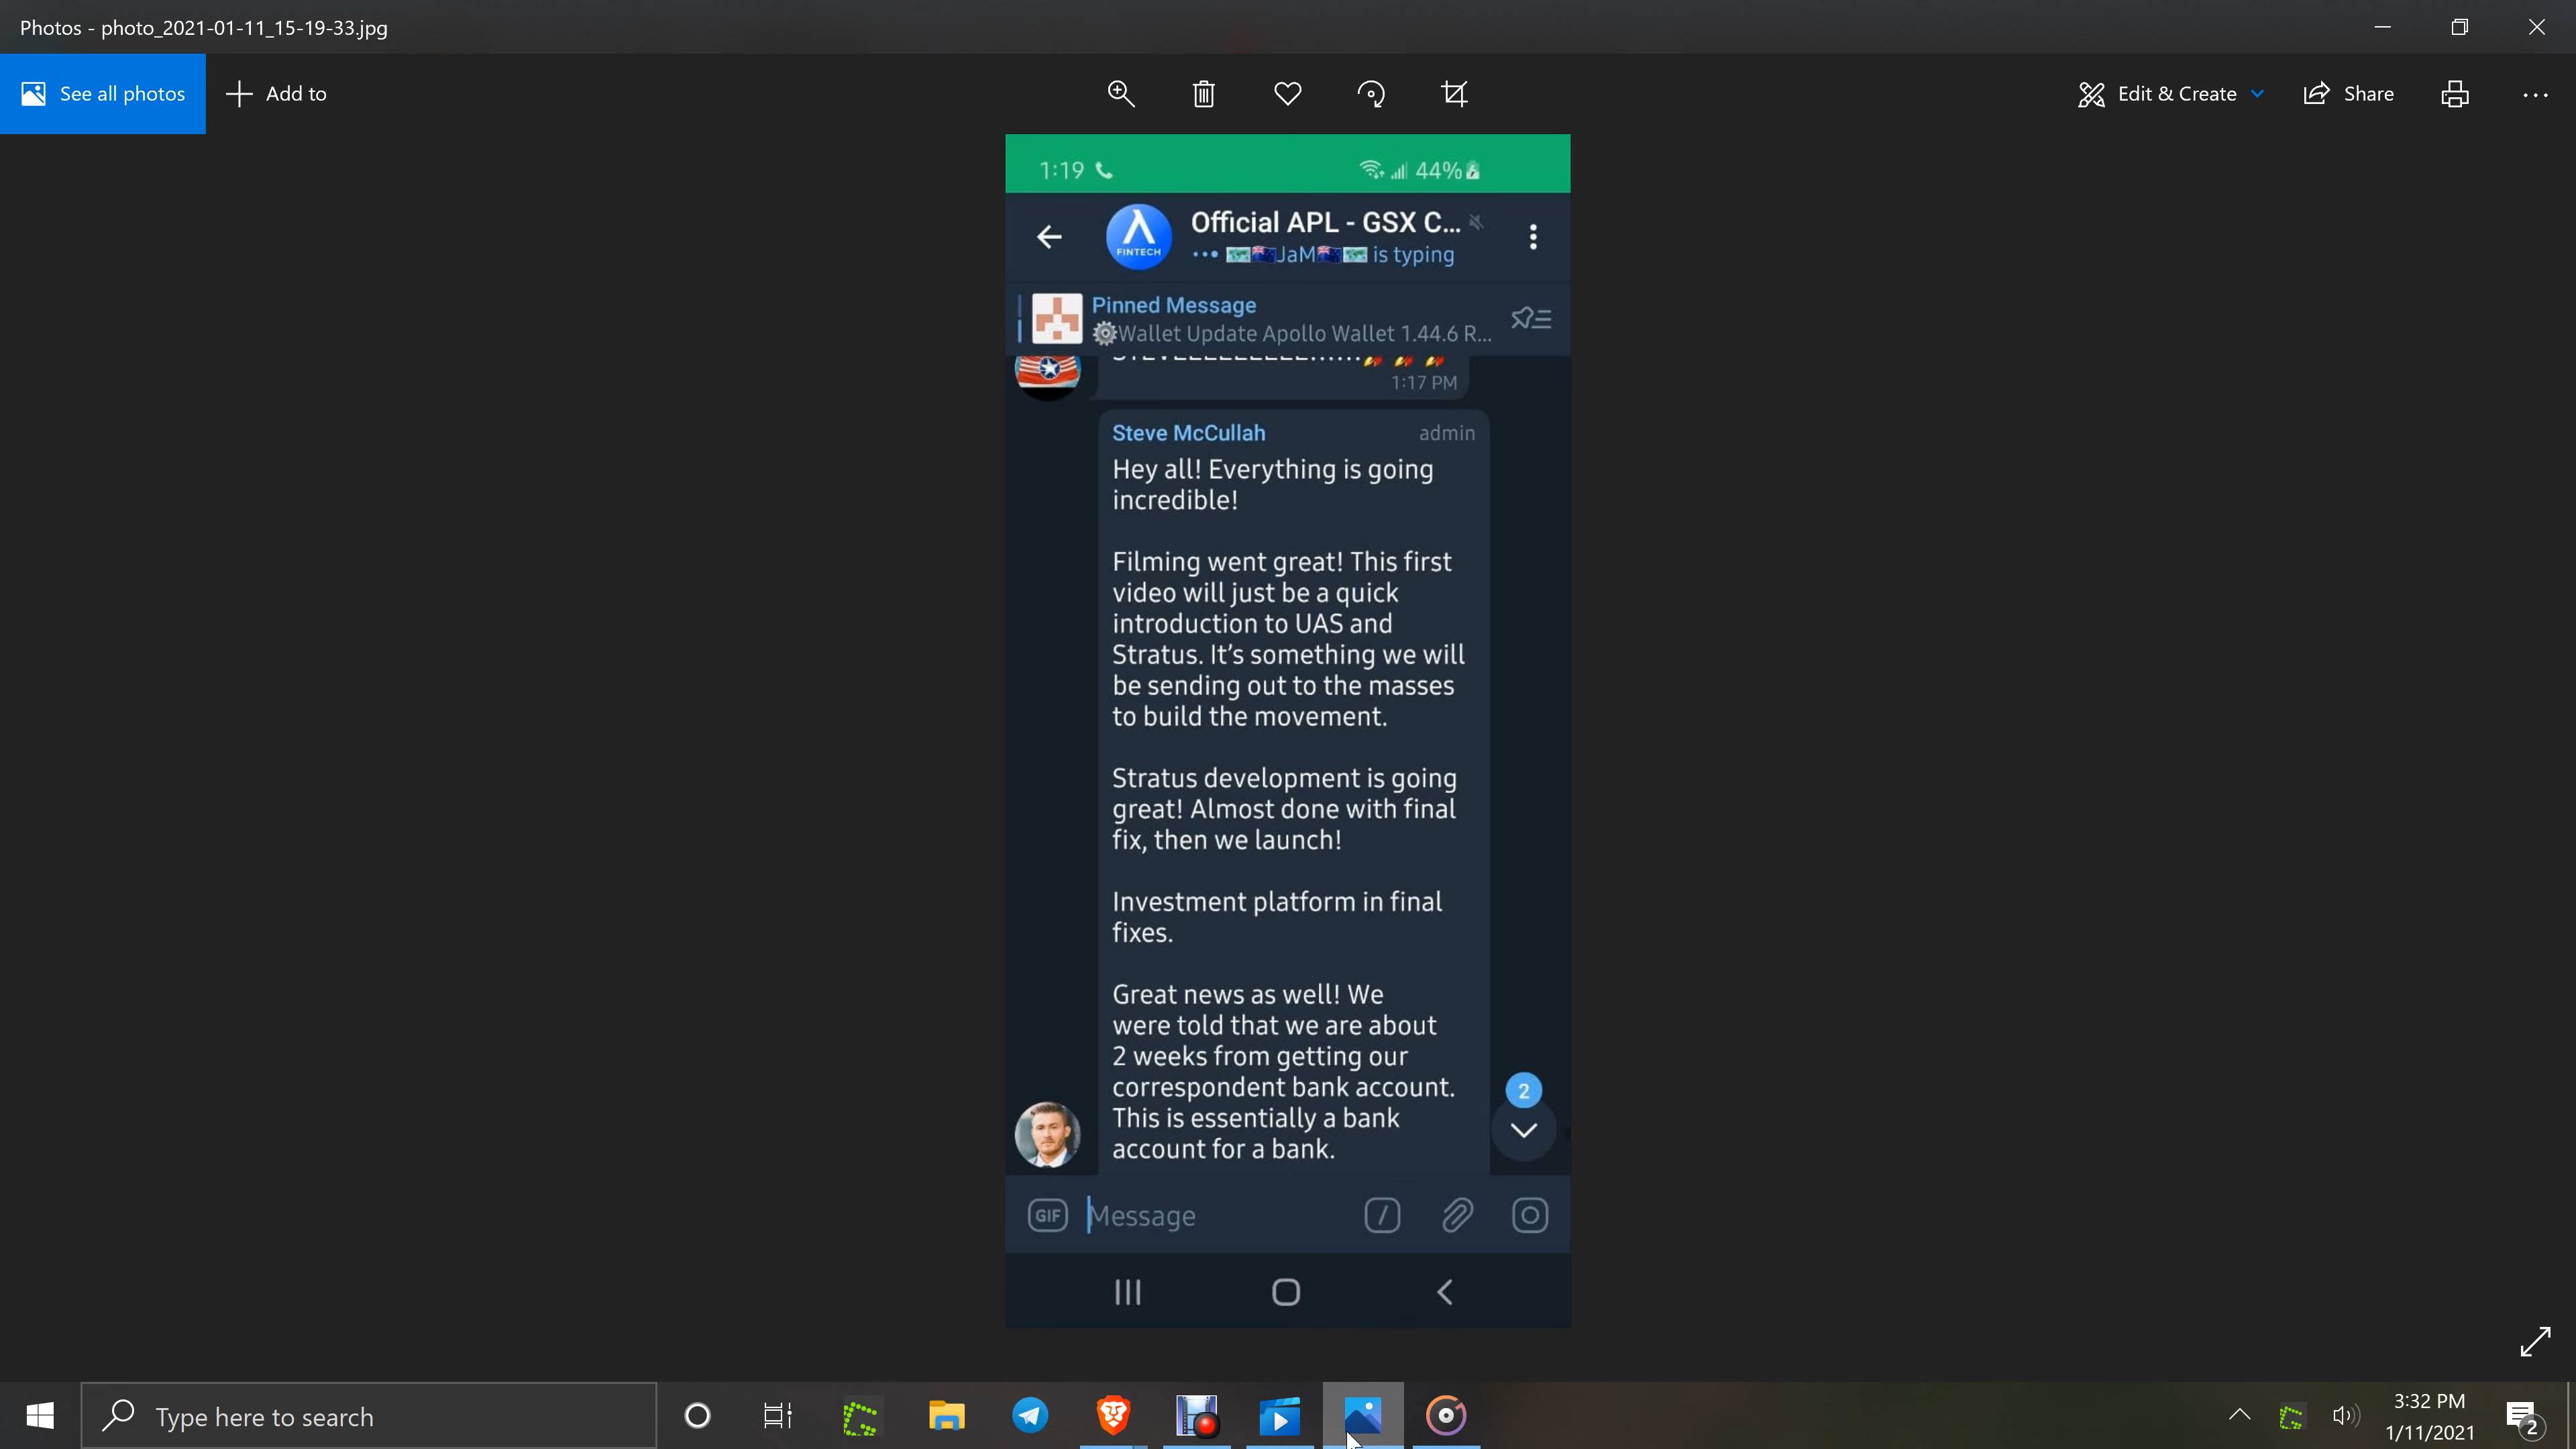 Photos - photo_2021-01-11_15-19-33.jpg
See all photos
Add to
Edit & Create
Share
1:19
44%
FINTECH
Official APL - GSX C...
JaM is typing
Pinned Message
Wallet Update Apollo Wallet 1.44.6 R...
1:17 PM
Steve McCullah admin
Hey all! Everything is going
incredible!
Filming went great! This first
video will just be a quick
introduction to UAS and
Stratus. It's something we will
be sending out to the masses
to build the movement.
Stratus development is going
great! Almost done with final
fix, then we launch!
Investment platform in final
fixes.
Great news as well! We
were told that we are about
2 weeks from getting our
correspondent bank account.
This is essentially a bank
account for a bank.
2
GIF
Message
Type here to search
3:32 PM
1/11/2021
2